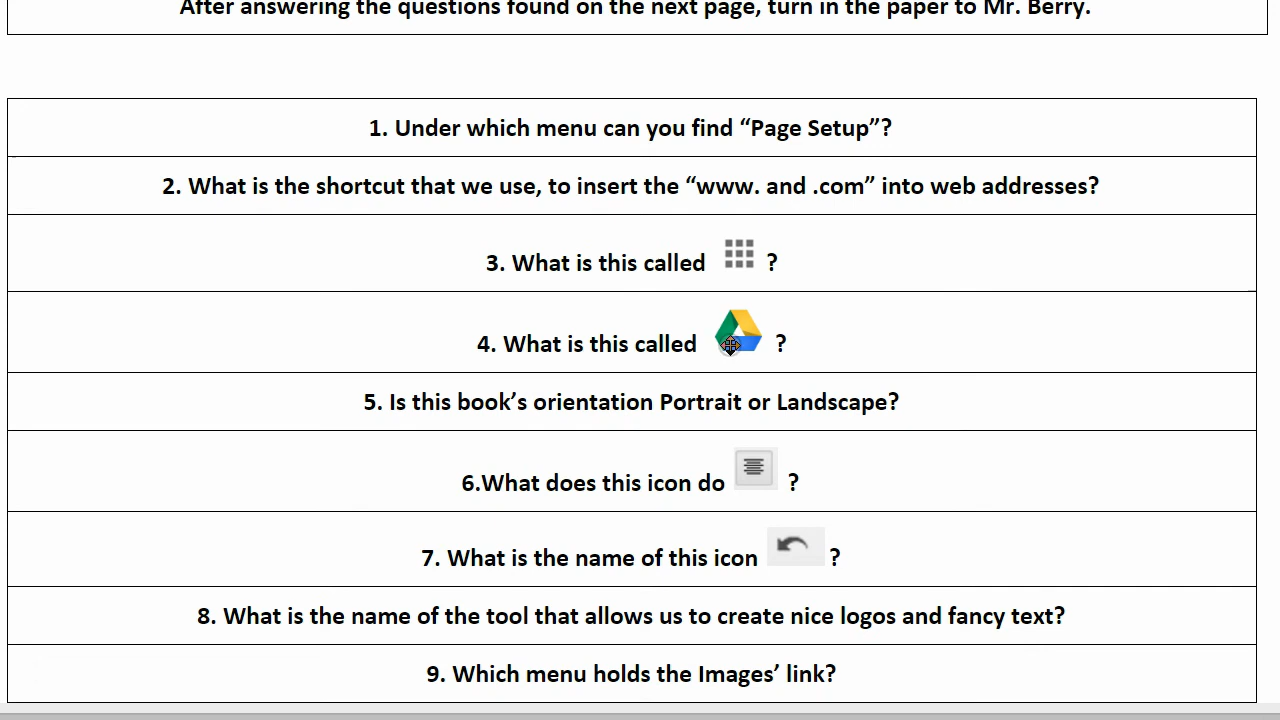 After answering the questions found on the next page, turn in the paper to Mr. Berry.
1. Under which menu can you find “Page Setup”?
2. What is the shortcut that we use, to insert the “www. and .com” into web addresses?
3. What is this called ?
4. What is this called ?
5. Is this book’s orientation Portrait or Landscape?
6.What does this icon do ?
7. What is the name of this icon ?
8. What is the name of the tool that allows us to create nice logos and fancy text?
9. Which menu holds the Images’ link?